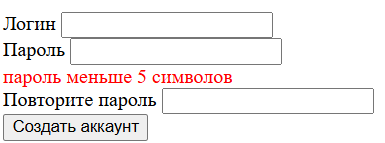 Логин
Пароль
пароль меньше 5 символов
Повторите пароль
Создать аккаунт